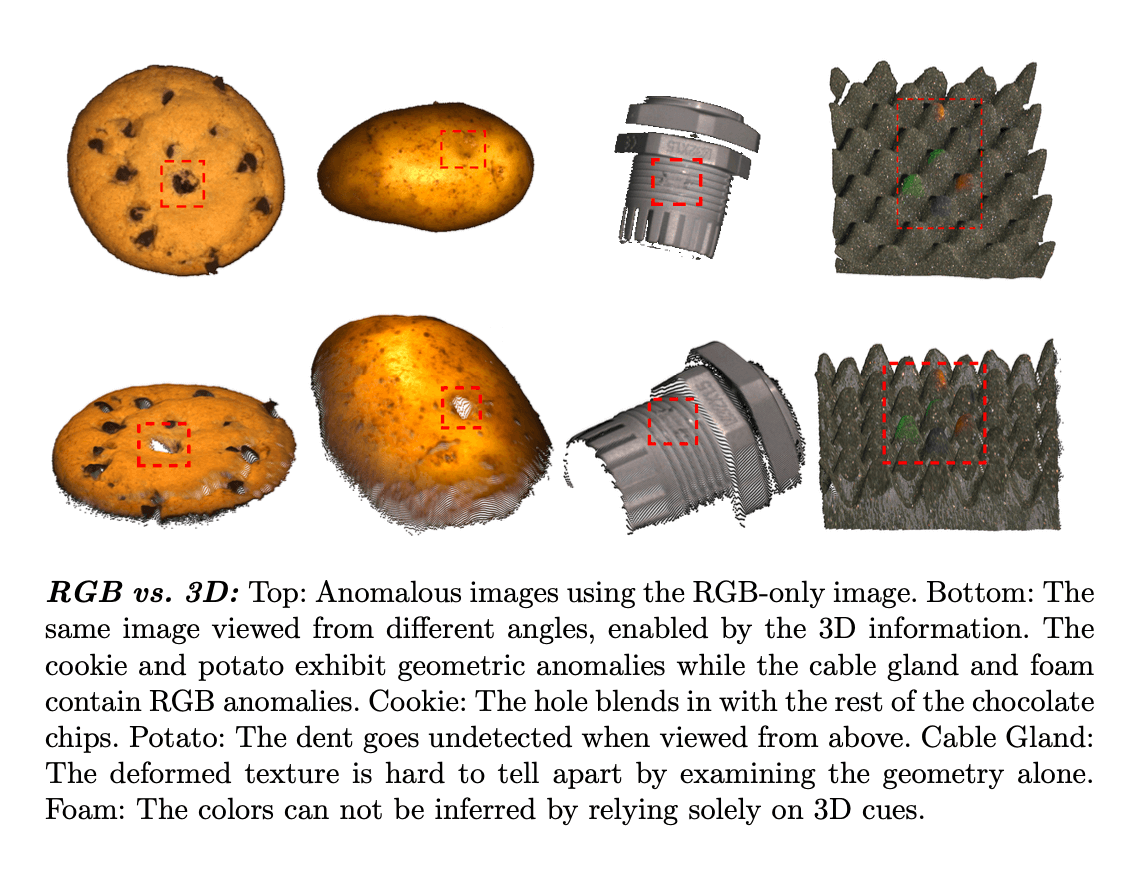 RGB vs. 3D: Top: Anomalous images using the RGB-only image. Bottom: The
same image viewed from different angles, enabled by the 3D information. The
cookie and potato exhibit geometric anomalies while the cable gland and foam
contain RGB anomalies. Cookie: The hole blends in with the rest of the chocolate
chips. Potato: The dent goes undetected when viewed from above. Cable Gland:
The deformed texture is hard to tell apart by examining the geometry alone.
Foam: The colors can not be inferred by relying solely on 3D cues.